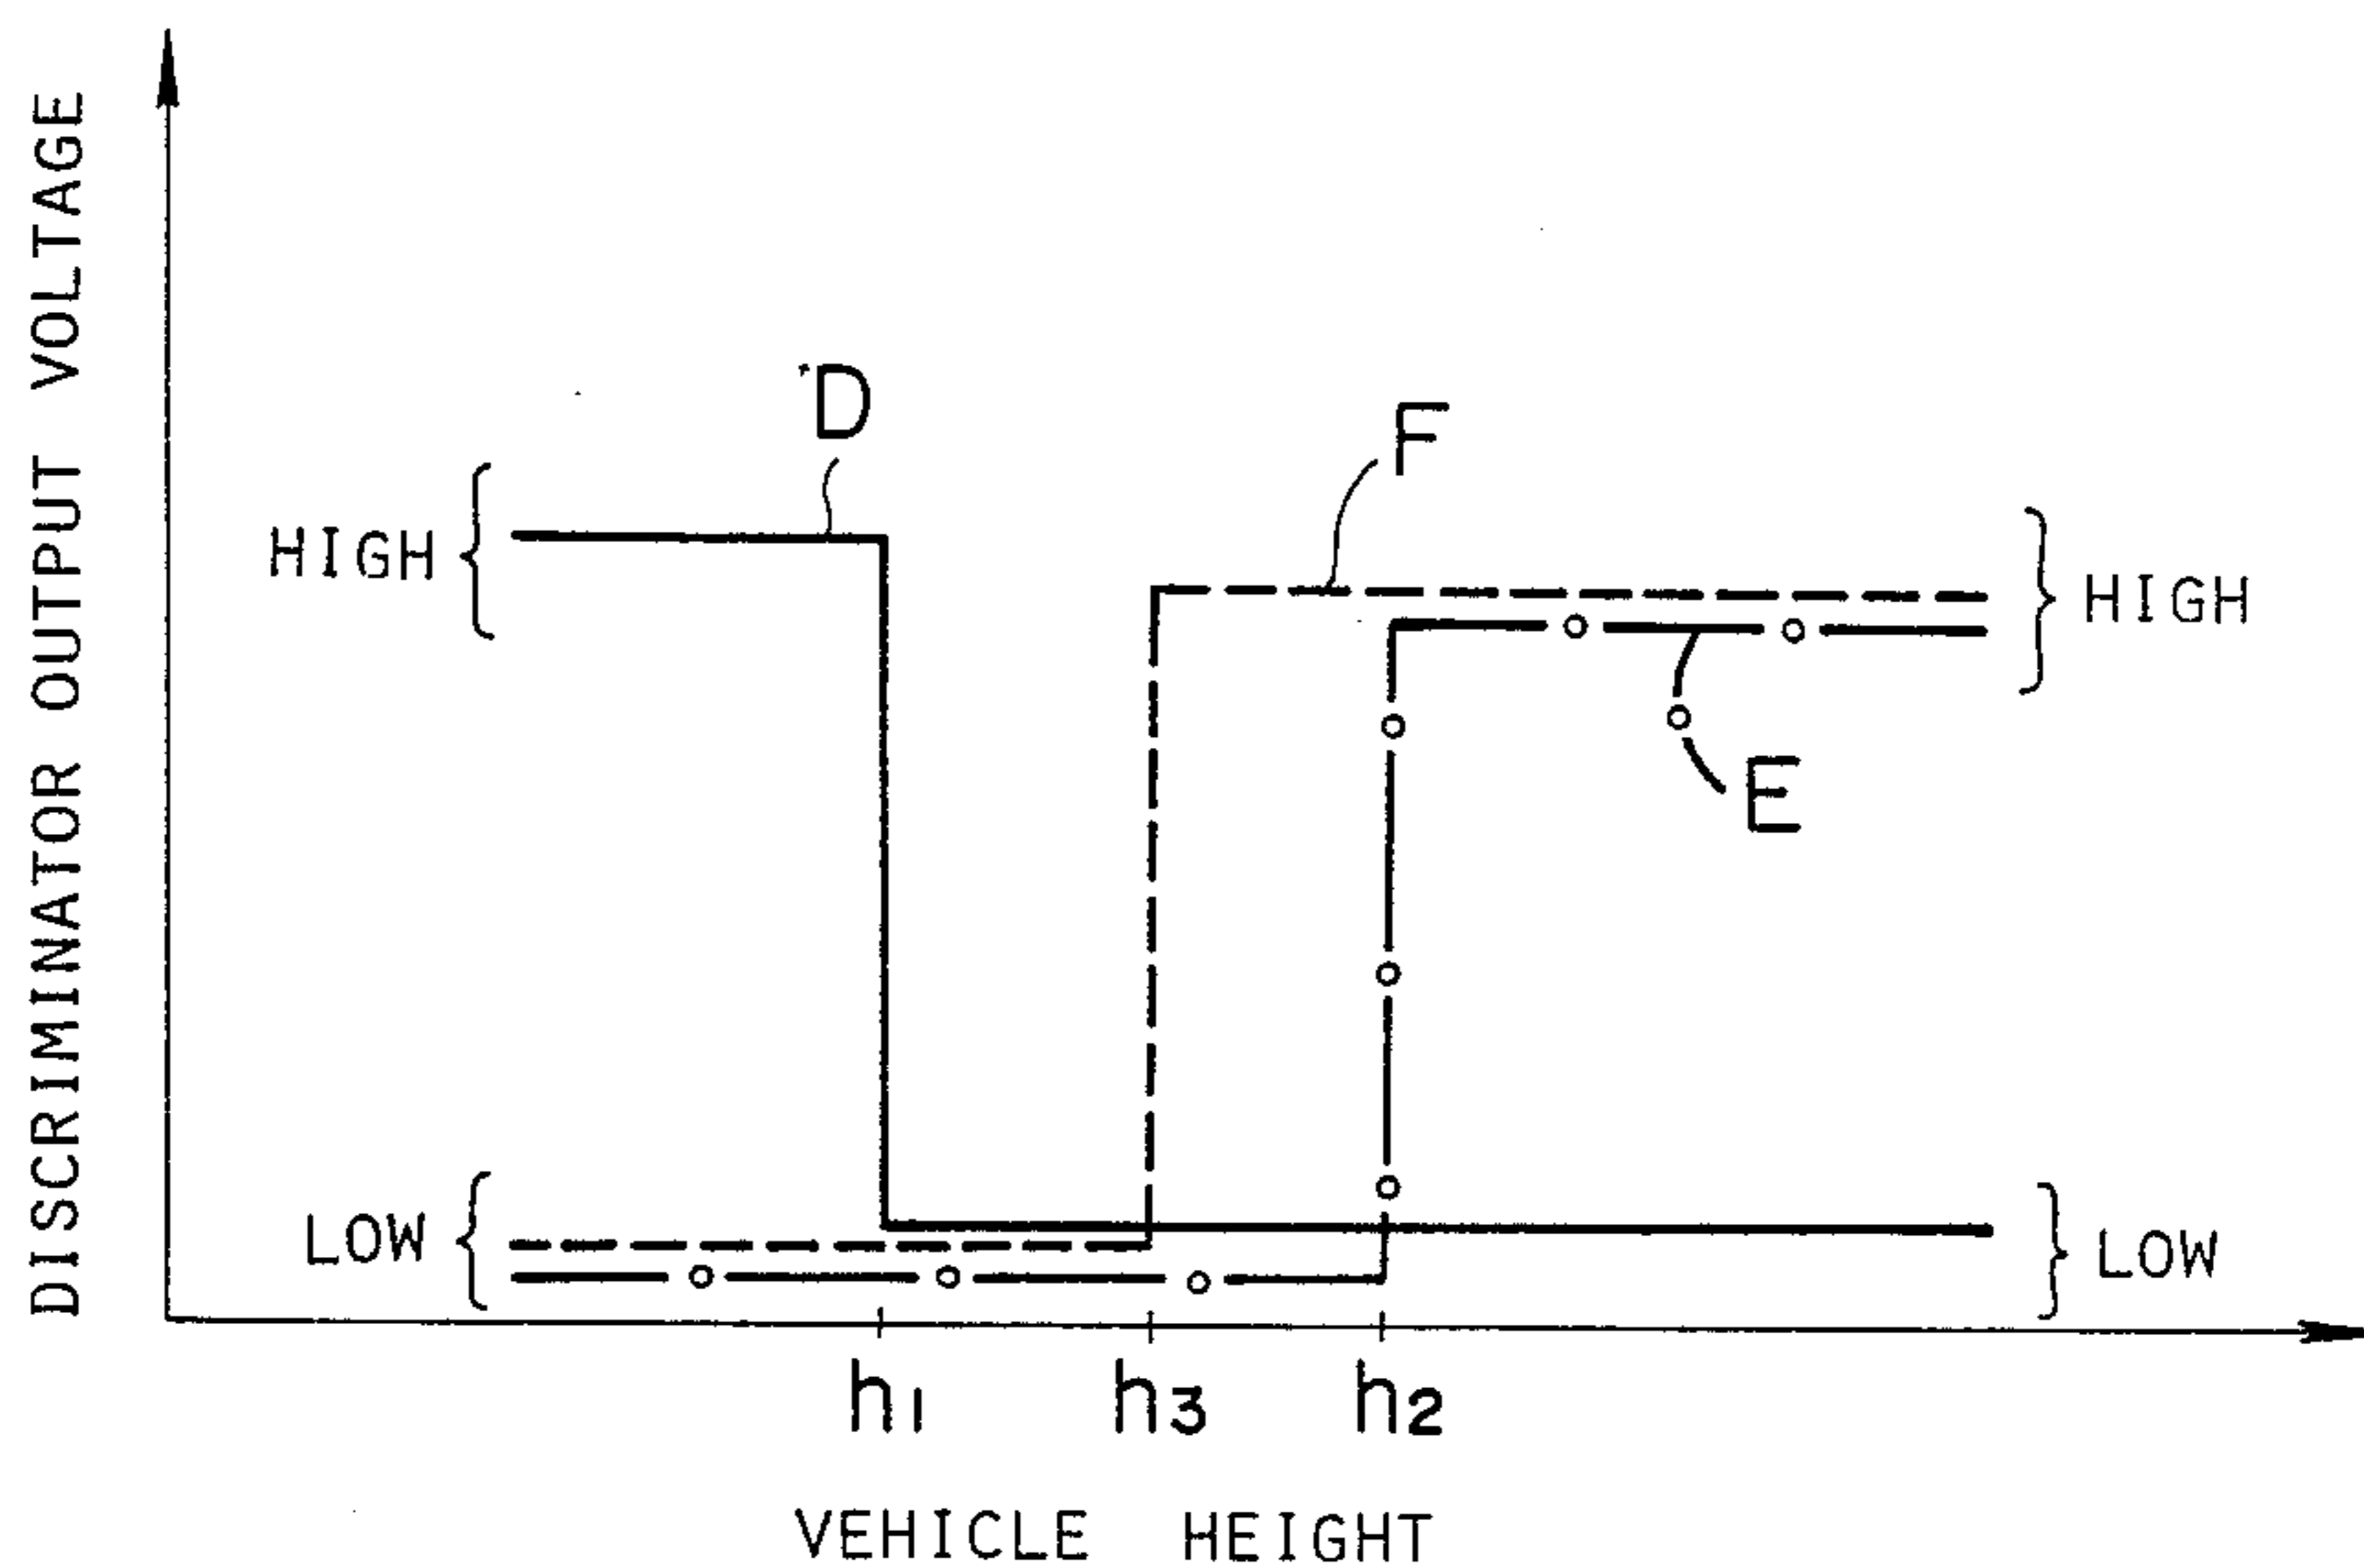 DISCRIMINATOR OUTPUT VOLTAGE
D
F
HIGH
HIGH
E
LOW
LOW
h1 h3 h2
VEHICLE HEIGHT